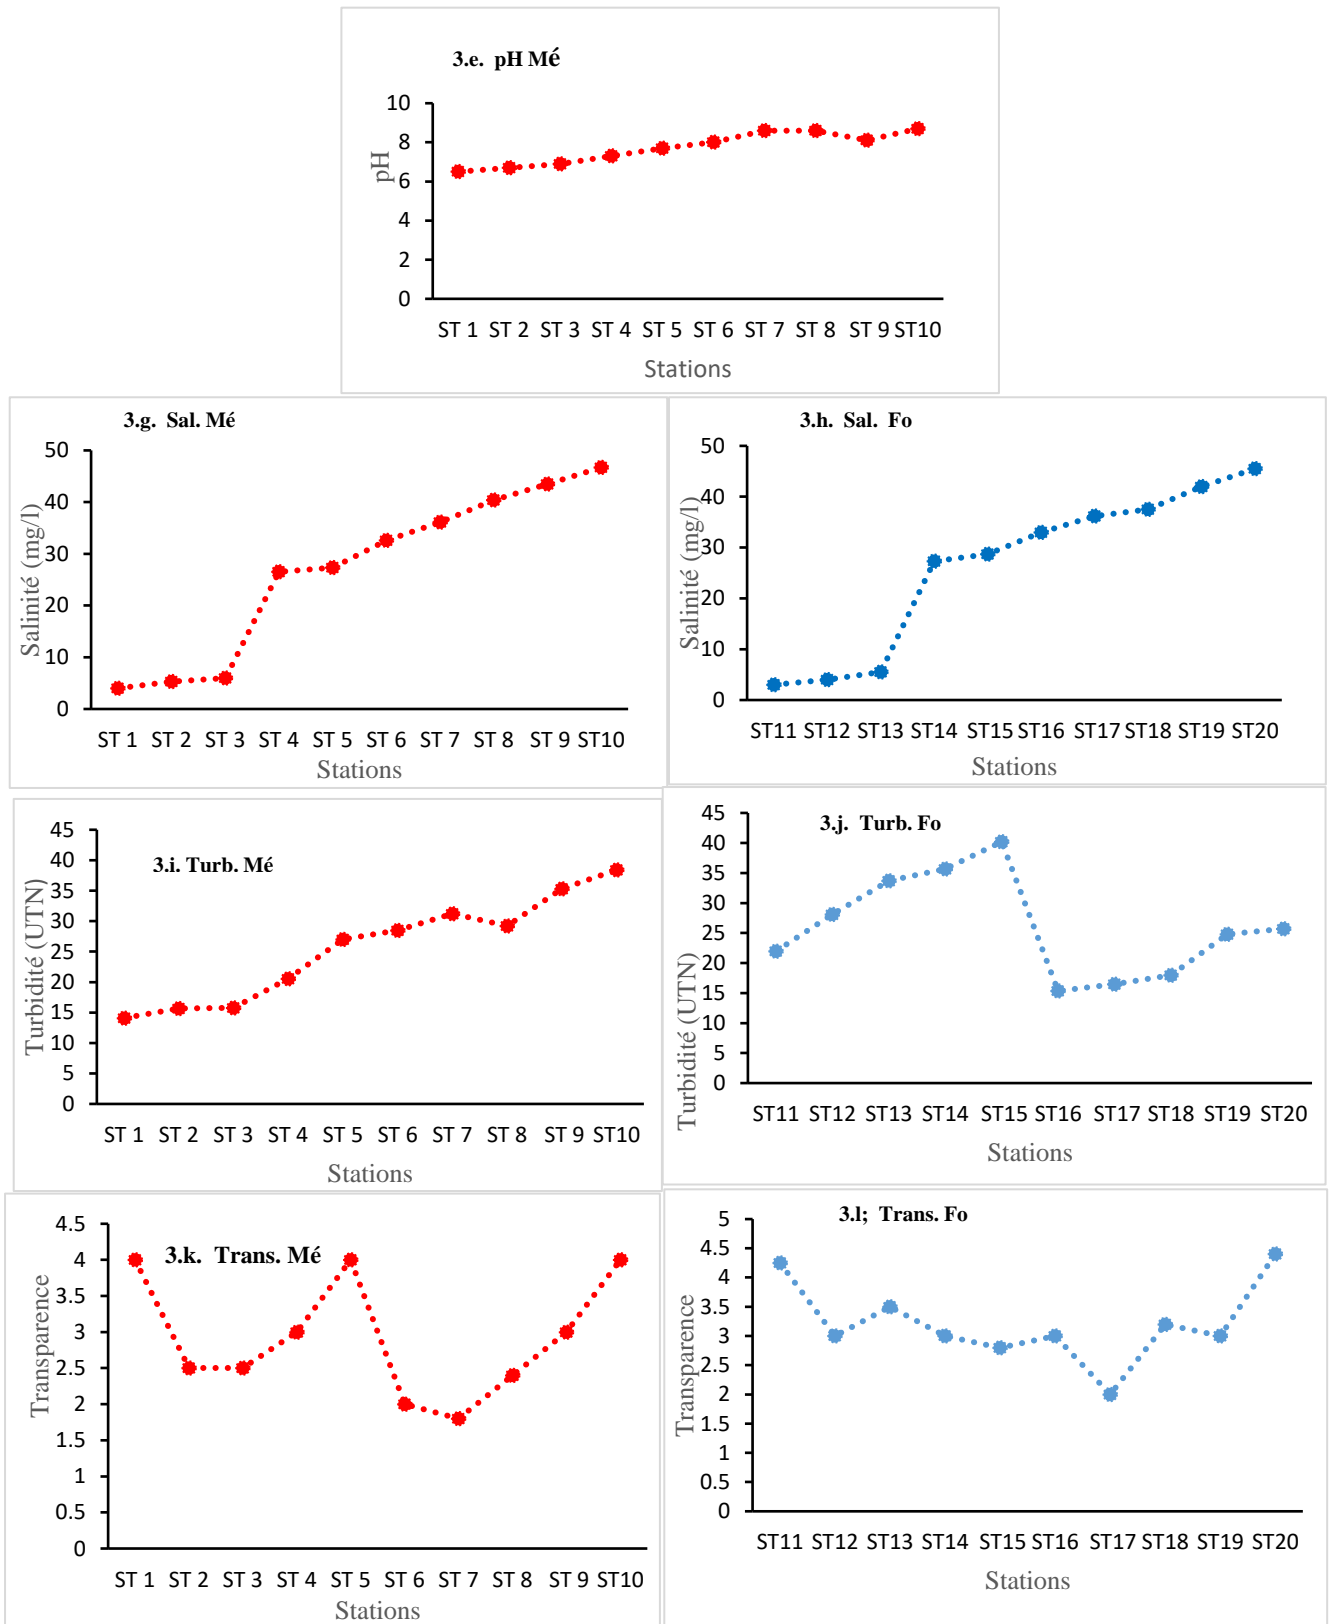 3.e. pH Mé
10
8
6
4
2
0
pH
ST 1 ST 2 ST 3 ST 4 ST 5 ST 6 ST 7 ST 8 ST 9 ST10
Stations
3.g. Sal. Mé
50
40
30
20
10
0
Salinité (mg/l)
ST 1 ST 2 ST 3 ST 4 ST 5 ST 6 ST 7 ST 8 ST 9 ST10
Stations
3.h. Sal. Fo
50
40
30
20
10
0
Salinité (mg/l)
ST11 ST12 ST13 ST14 ST15 ST16 ST17 ST18 ST19 ST20
Stations
3.i. Turb. Mé
45
40
35
30
25
20
15
10
5
0
Turbidité (UTN)
ST 1 ST 2 ST 3 ST 4 ST 5 ST 6 ST 7 ST 8 ST 9 ST10
Stations
3.j. Turb. Fo
45
40
35
30
25
20
15
10
5
0
Turbidité (UTN)
ST11 ST12 ST13 ST14 ST15 ST16 ST17 ST18 ST19 ST20
Stations
3.k. Trans. Mé
4.5
4
3.5
3
2.5
2
1.5
1
0.5
0
Transparence
ST 1 ST 2 ST 3 ST 4 ST 5 ST 6 ST 7 ST 8 ST 9 ST10
Stations
3.l; Trans. Fo
5
4.5
4
3.5
3
2.5
2
1.5
1
0.5
0
Transparence
ST11 ST12 ST13 ST14 ST15 ST16 ST17 ST18 ST19 ST20
Stations